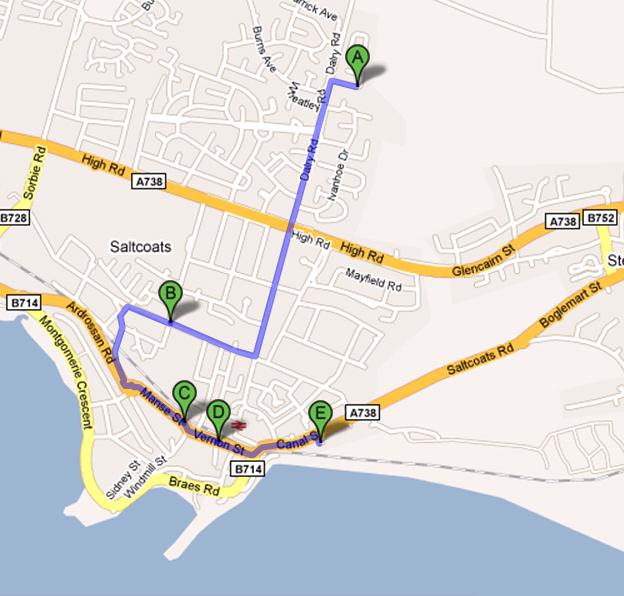 arrick Ave
Bu
Burns Ave
Dalry Rd
A
Wheatley Rd
Dalry Rd
Ivanhoe Dr
Sorbie Rd
High Rd
A738
B728
High Rd
High Rd
A738
B752
Saltcoats
Glencairn St
Ste
Mayfield Rd
B
B714
Boglemart St
Ardrossan Rd
Montgomerie Crescent
Saltcoats Rd
C
D
E
A738
Manse St
Vernon St
Canal S
B714
Sidney St
Windmill St
Braes Rd